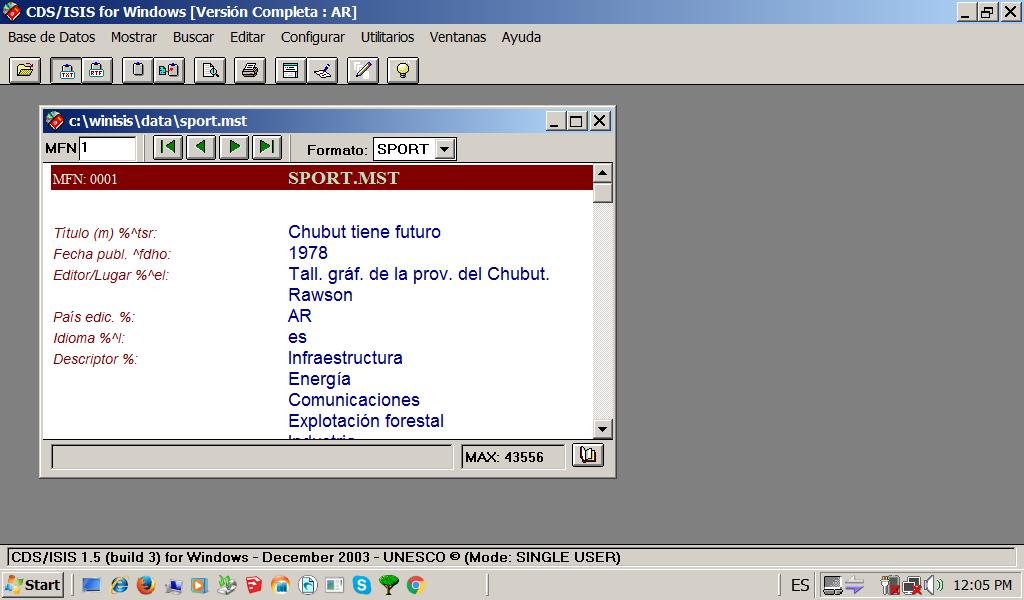 CDS/ISIS for Windows [Versión Completa : AR]
Base de Datos Mostrar Buscar Editar Configurar Utilitarios Ventanas Ayuda
TXT RTF
c:\winisis\data\sport.mst
MFN 1 Formato: SPORT
MFN: 0001 SPORT.MST
Título (m) %^tsr: Chubut tiene futuro
Fecha publ. ^fdho: 1978
Editor/Lugar %^el: Tall. gráf. de la prov. del Chubut.
Rawson
País edic. %: AR
Idioma %^l: es
Descriptor %: Infraestructura
Energía
Comunicaciones
Explotación forestal
MAX: 43556
CDS/ISIS 1.5 (build 3) for Windows - December 2003 - UNESCO © (Mode: SINGLE USER)
Start ES 12:05 PM